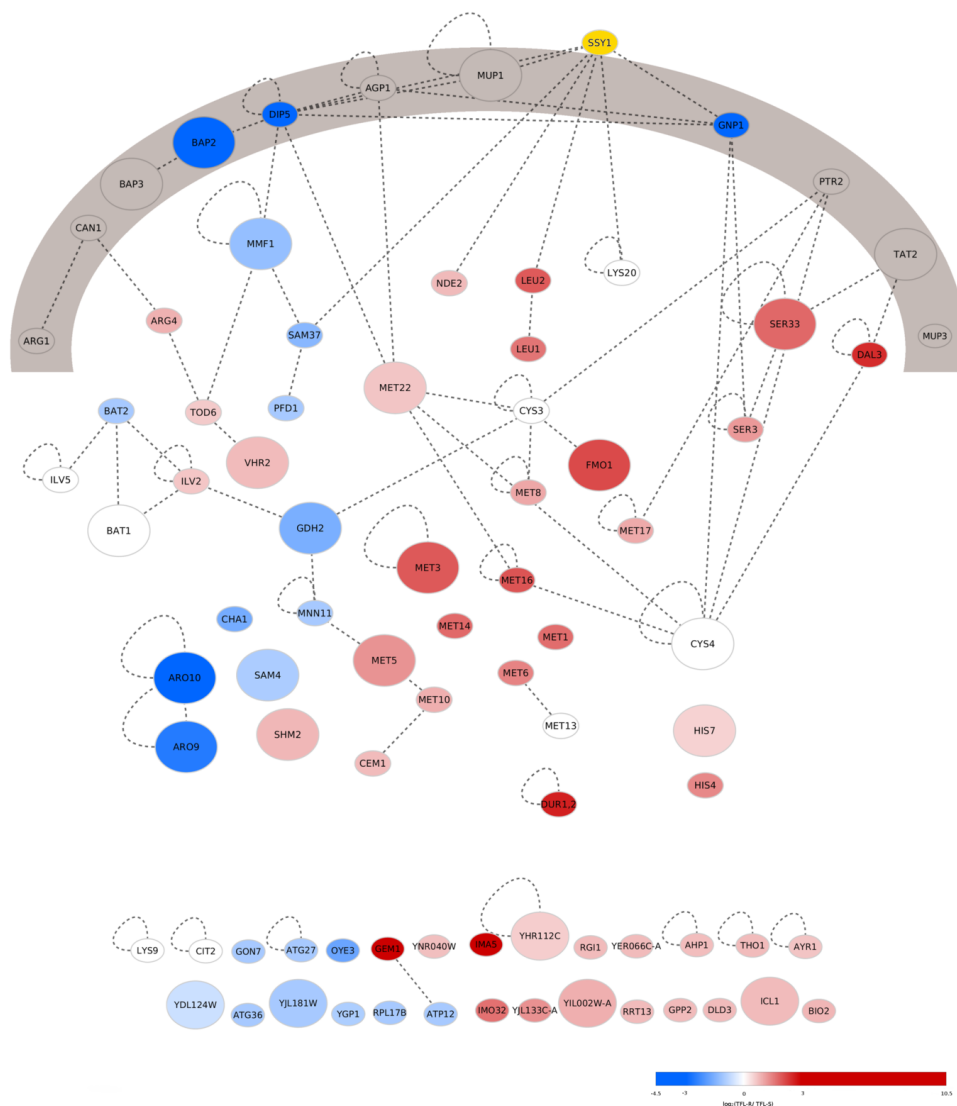 SSY1
MUP1
AGP1
DIP5
GNP1
BAP2
BAP3
PTR2
CAN1
TAT2
MMF1
LYS20
NDE2
LEU2
ARG4
SER33
ARG1
SAM37
MUP3
LEU1
DAL3
MET22
BAT2
TOD6
PFD1
CYS3
SER3
VHR2
FMO1
ILV5
ILV2
MET8
BAT1
GDH2
MET17
MET3
MET16
MNN11
CHA1
MET14
MET1
CYS4
MET5
MET6
ARO10
SAM4
MET10
MET13
HIS7
SHM2
ARO9
CEM1
HIS4
DUR1,2
LYS9
CIT2
GON7
ATG27
OYE3
GEM1
YNR040W
IMA5
YHR112C
RGI1
YER066C-A
AHP1
THO1
AYR1
YDL124W
ATG36
YJL181W
YGP1
RPL17B
ATP12
IMO32
YJL133C-A
YIL002W-A
RRT13
GPP2
DLD3
ICL1
BIO2
-4.5 -3 0 3 10.5
log₂(TFL-R/ TFL-S)